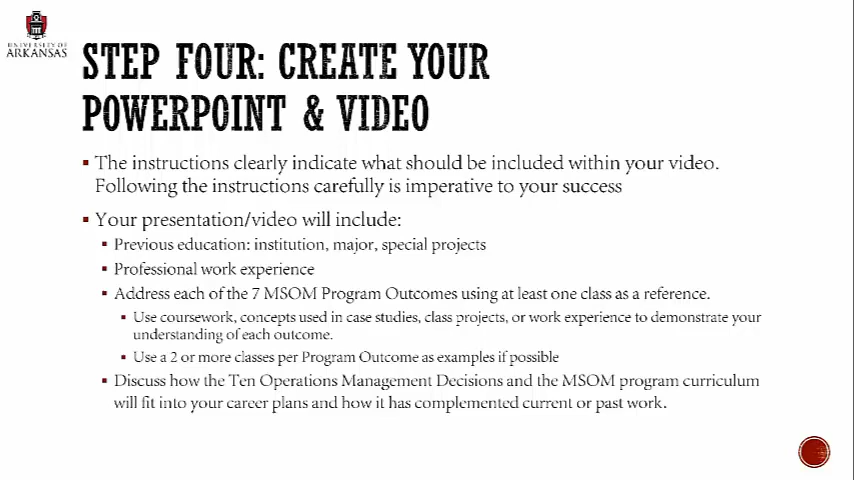 UNIVERSITY OF
ARKANSAS
STEP FOUR: CREATE YOUR
POWERPOINT & VIDEO
The instructions clearly indicate what should be included within your video.
Following the instructions carefully is imperative to your success
Your presentation/video will include:
Previous education: institution, major, special projects
Professional work experience
Address each of the 7 MSOM Program Outcomes using at least one class as a reference.
Use coursework, concepts used in case studies, class projects, or work experience to demonstrate your
understanding of each outcome.
Use a 2 or more classes per Program Outcome as examples if possible
Discuss how the Ten Operations Management Decisions and the MSOM program curriculum
will fit into your career plans and how it has complemented current or past work.